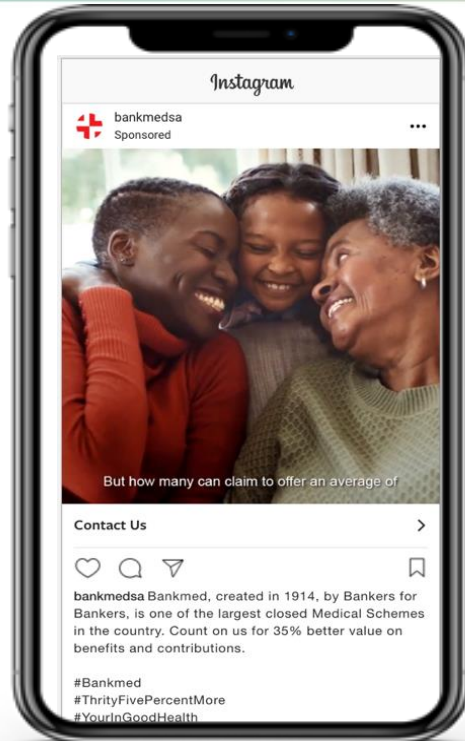 Instagram
bankmedsa
Sponsored
But how many can claim to offer an average of
Contact Us
bankmedsa Bankmed, created in 1914, by Bankers for
Bankers, is one of the largest closed Medical Schemes
in the country. Count on us for 35% better value on
benefits and contributions.
#Bankmed
#ThrityFivePercentMore
#YourInGoodHealth